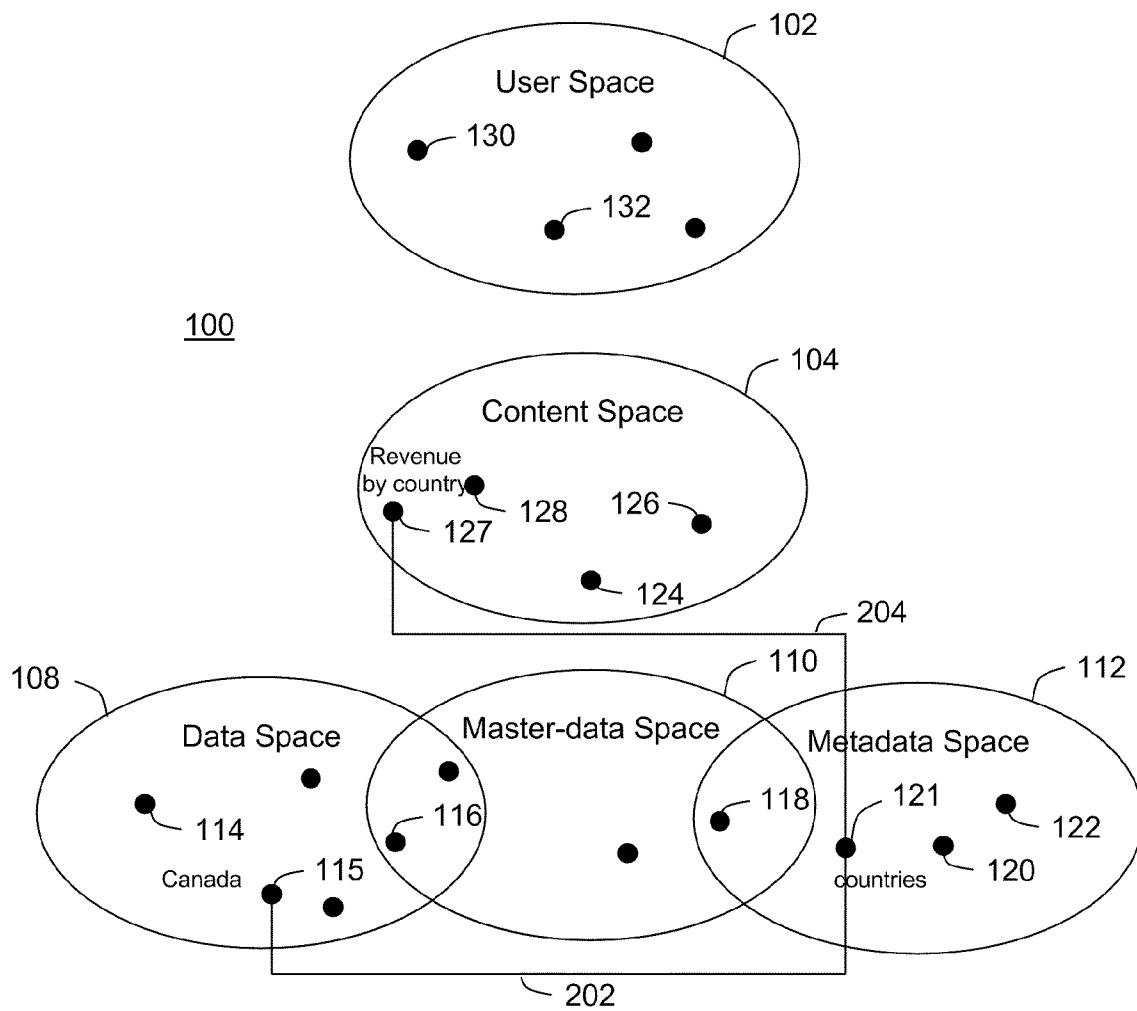 102
User Space
130
132
100
104
Content Space
Revenue
by country
128
126
127
124
204
108
110
112
Data Space
Master-data Space
Metadata Space
114
116
118
121
122
Canada
115
countries
120
202